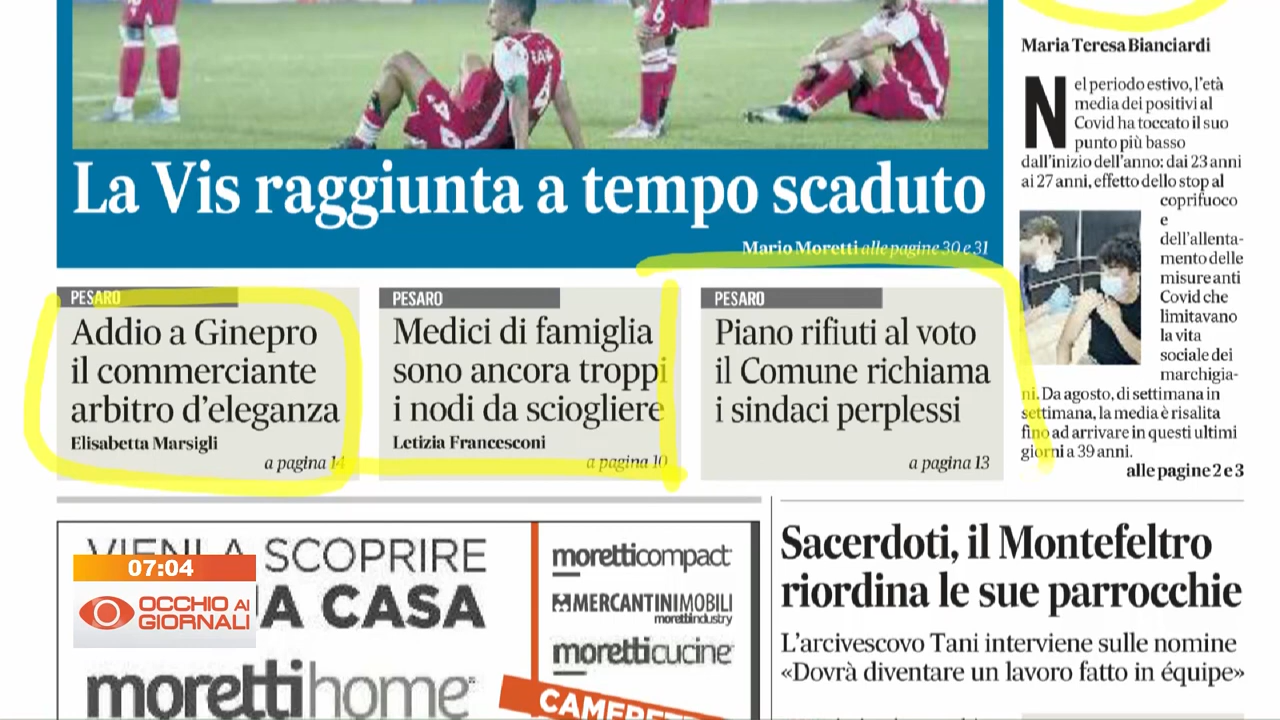 La Vis raggiunta a tempo scaduto
Mario Moretti alle pagine 30 e 31
PESARO
Addio a Ginepro
il commerciante
arbitro d'eleganza
Elisabetta Marsigli
a pagina 14
PESARO
Medici di famiglia
sono ancora troppi
i nodi da sciogliere
Letizia Francesconi
a pagina 10
PESARO
Piano rifiuti al voto
il Comune richiama
i sindaci perplessi
a pagina 13
Maria Teresa Bianciardi
Nel periodo estivo, l'età
media dei positivi al
Covid ha toccato il suo
punto più basso
dall'inizio dell'anno: dai 23 anni
ai 27 anni, effetto dello stop al
coprifuoco
e
dell'allenta-
mento delle
misure anti
Covid che
limitavano
la vita
sociale dei
marchigia-
ni. Da agosto, di settimana in
settimana, la media è risalita
fino ad arrivare in questi ultimi
giorni a 39 anni.
alle pagine 2 e 3
VIENI A SCOPRIRE
A CASA
morettihome
moretticompact
MERCANTINIMOBILI
morettiindustry
moretticucine
Sacerdoti, il Montefeltro
riordina le sue parrocchie
L'arcivescovo Tani interviene sulle nomine
«Dovrà diventare un lavoro fatto in équipe»
07:04
OCCHIO AI
GIORNALI